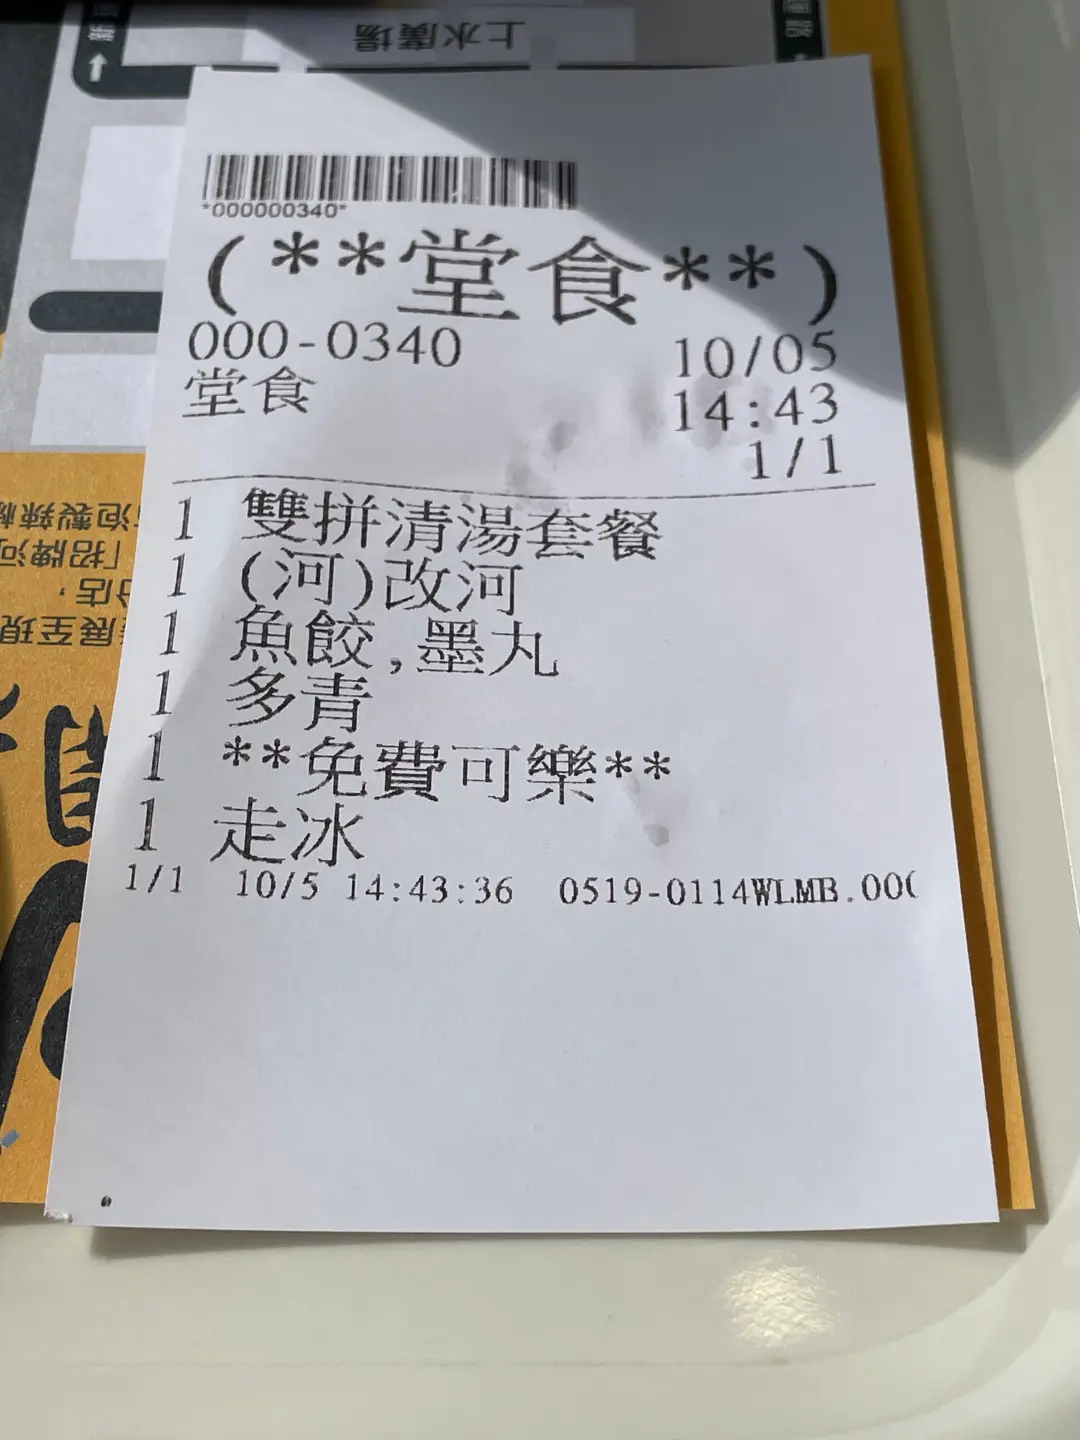 上水廣場
*000000340*
(**堂食**)
000-0340 10/05
堂食 14:43
1/1
1 雙拼清湯套餐
1 (河)改河
1 魚餃,墨丸
1 多青
1 **免費可樂**
1 走冰
1/1 10/5 14:43:36 0519-0114WLMB.00